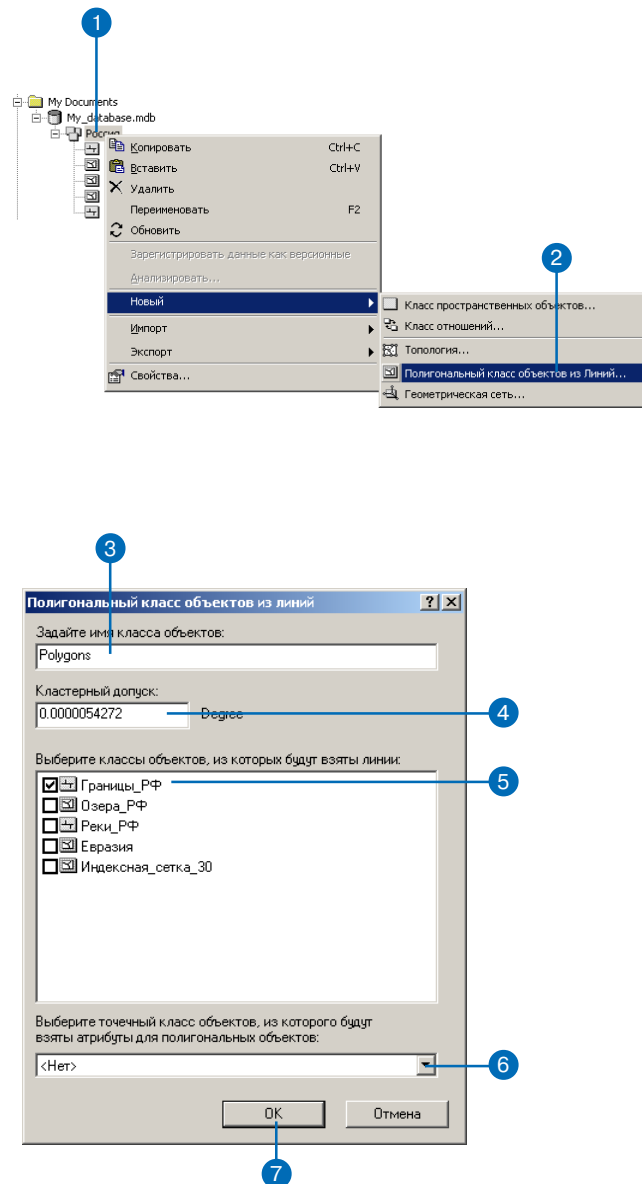 1
My Documents
My_database.mdb
Россия
Копировать Ctrl+C
Вставить Ctrl+V
Удалить
Переименовать F2
Обновить
Зарегистрировать данные как версионные
Анализировать...
2
Новый
Класс пространственных объектов...
Класс отношений...
Импорт
Топология...
Экспорт
Полигональный класс объектов из Линий...
Свойства...
Геометрическая сеть...
3
Полигональный класс объектов из линий
Задайте имя класса объектов:
Polygons
Кластерный допуск:
0.0000054272 Degree
4
Выберите классы объектов, из которых будут взяты линии:
Границы_РФ
5
Озера_РФ
Реки_РФ
Евразия
Индексная_сетка_30
Выберите точечный класс объектов, из которого будут
взяты атрибуты для полигональных объектов:
<Нет>
6
OK Отмена
7